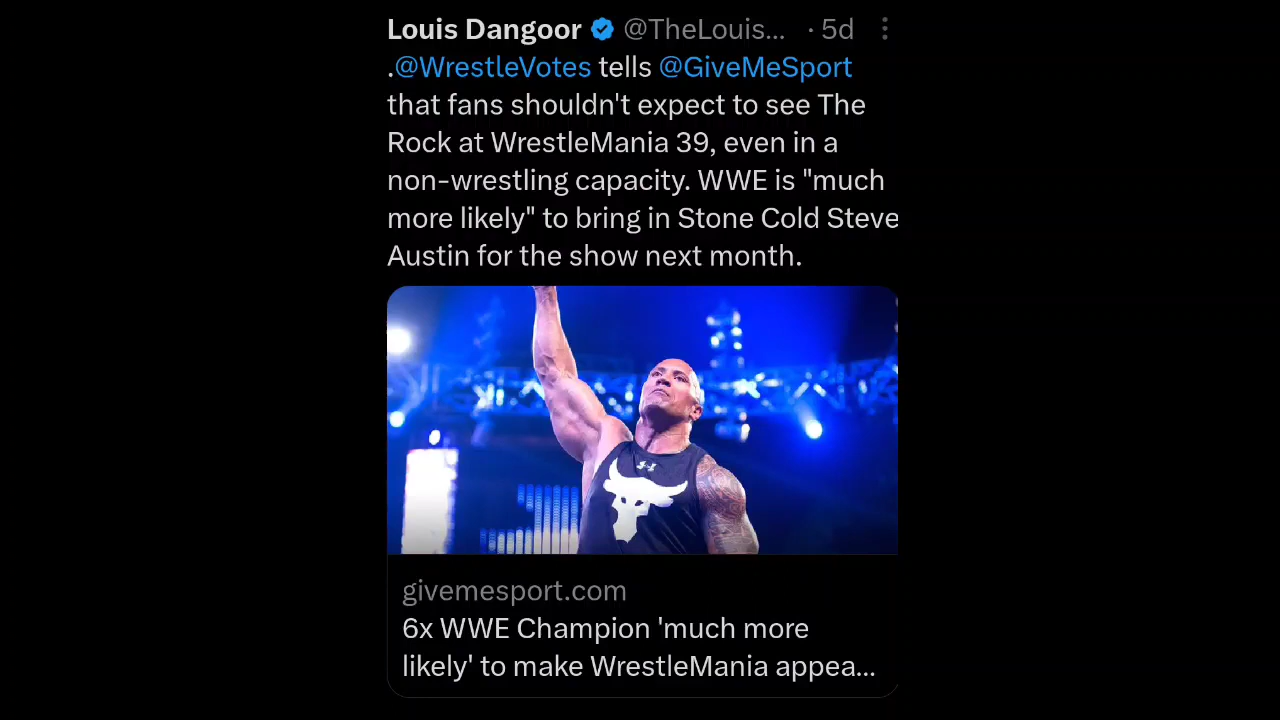 Louis Dangoor @TheLouis... · 5d
.@WrestleVotes tells @GiveMeSport
that fans shouldn't expect to see The
Rock at WrestleMania 39, even in a
non-wrestling capacity. WWE is "much
more likely" to bring in Stone Cold Steve
Austin for the show next month.
givemesport.com
6x WWE Champion 'much more
likely' to make WrestleMania appea...